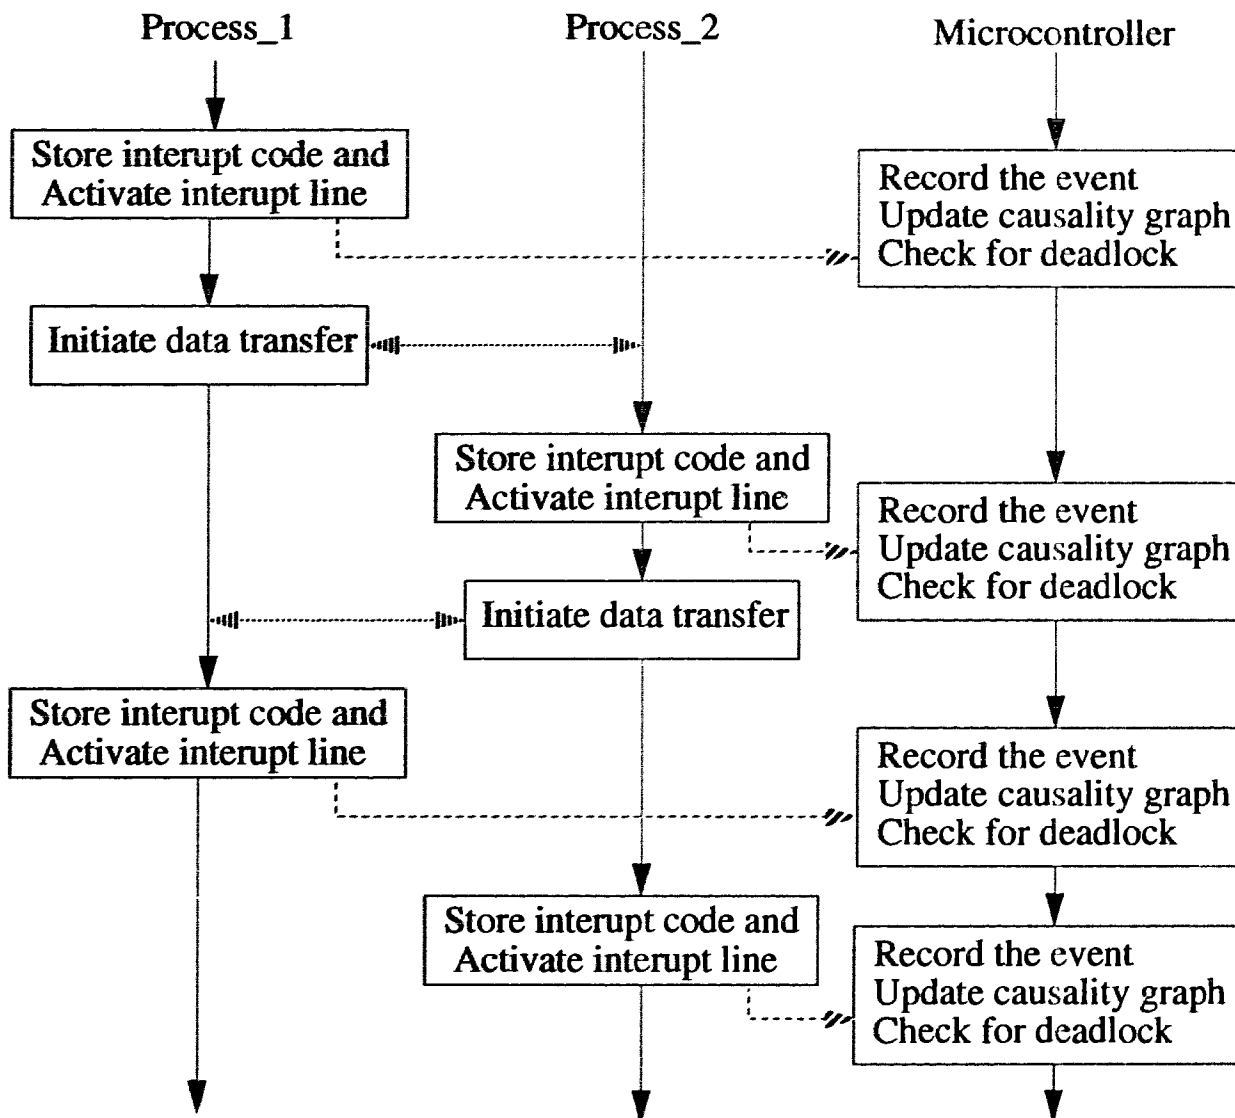 Process_1
Process_2
Microcontroller
Store interupt code and
Activate interupt line
Record the event
Update causality graph
Check for deadlock
Initiate data transfer
Store interupt code and
Activate interupt line
Record the event
Update causality graph
Check for deadlock
Initiate data transfer
Store interupt code and
Activate interupt line
Record the event
Update causality graph
Check for deadlock
Store interupt code and
Activate interupt line
Record the event
Update causality graph
Check for deadlock